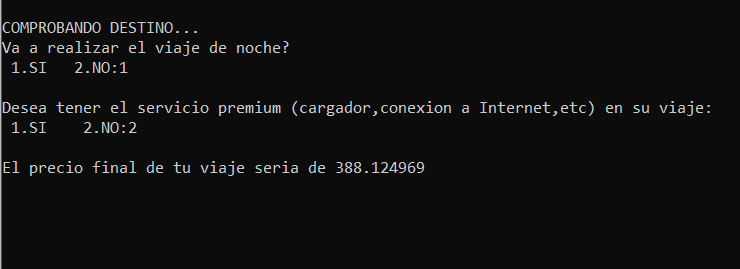 COMPROBANDO DESTINO...
Va a realizar el viaje de noche?
 1.SI   2.NO:1
Desea tener el servicio premium (cargador,conexion a Internet,etc) en su viaje:
 1.SI    2.NO:2
El precio final de tu viaje seria de 388.124969